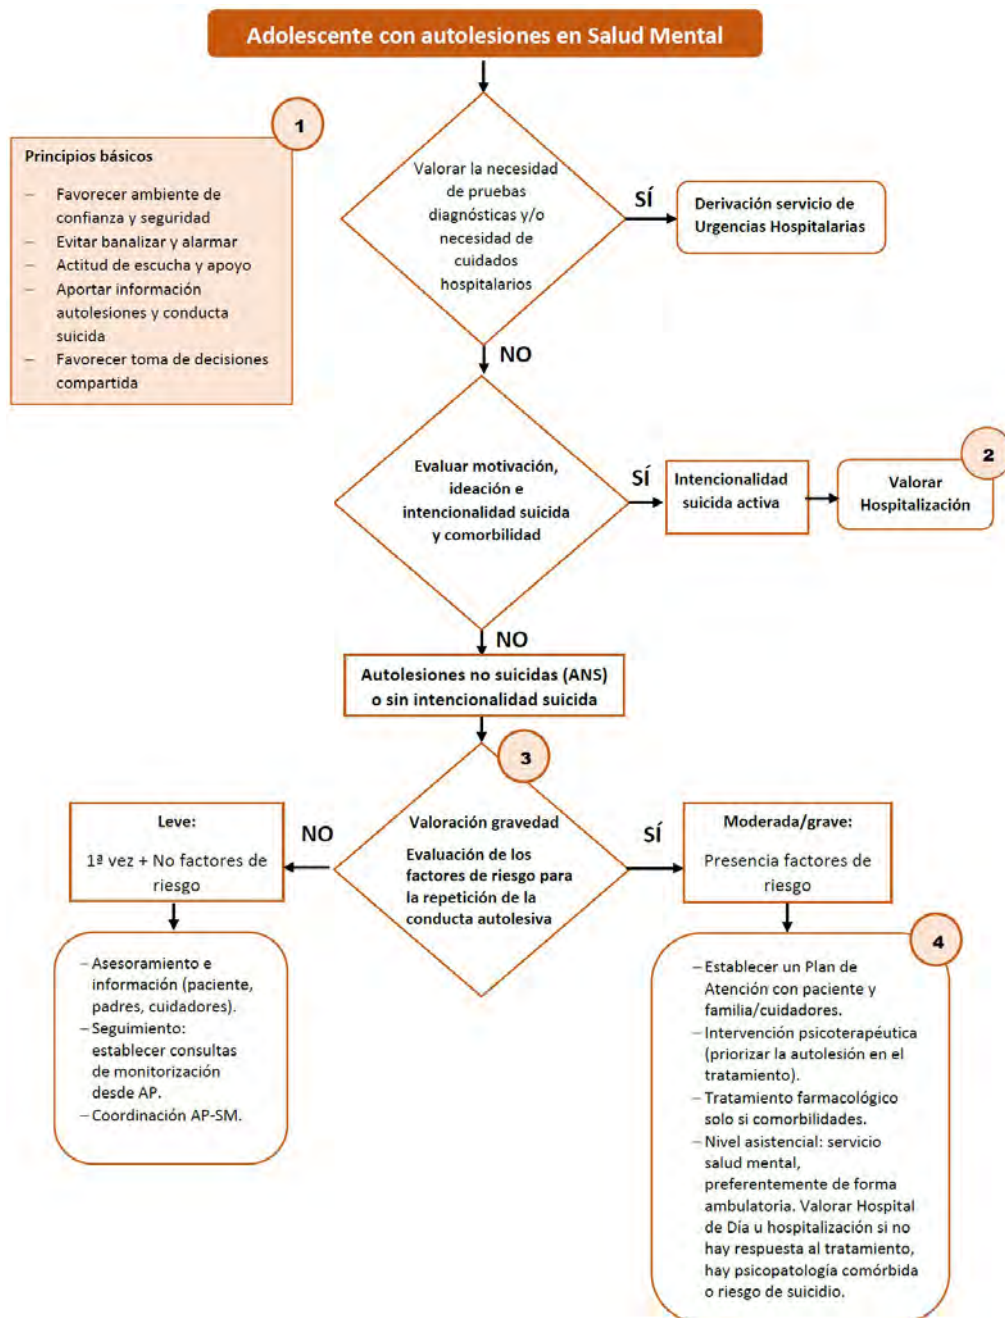 Adolescente con autolesiones en Salud Mental
1
Principios básicos
– Favorecer ambiente de
confianza y seguridad
– Evitar banalizar y alarmar
– Actitud de escucha y apoyo
– Aportar información
autolesiones y conducta
suicida
– Favorecer toma de decisiones
compartida
Valorar la necesidad
de pruebas
diagnósticas y/o
necesidad de
cuidados
hospitalarios
SÍ
Derivación servicio de
Urgencias Hospitalarias
NO
Evaluar motivación,
ideación e
intencionalidad suicida
y comorbilidad
SÍ
Intencionalidad
suicida activa
2
Valorar
Hospitalización
NO
Autolesiones no suicidas (ANS)
o sin intencionalidad suicida
3
Valoración gravedad
Evaluación de los
factores de riesgo para
la repetición de la
conducta autolesiva
NO
Leve:
1ª vez + No factores de
riesgo
– Asesoramiento e
información (paciente,
padres, cuidadores).
– Seguimiento:
establecer consultas
de monitorización
desde AP.
– Coordinación AP-SM.
SÍ
Moderada/grave:
Presencia factores de
riesgo
4
– Establecer un Plan de
Atención con paciente y
familia/cuidadores.
– Intervención psicoterapéutica
(priorizar la autolesión en el
tratamiento).
– Tratamiento farmacológico
solo si comorbilidades.
– Nivel asistencial: servicio
salud mental,
preferentemente de forma
ambulatoria. Valorar Hospital
de Día u hospitalización si no
hay respuesta al tratamiento,
hay psicopatología comórbida
o riesgo de suicidio.